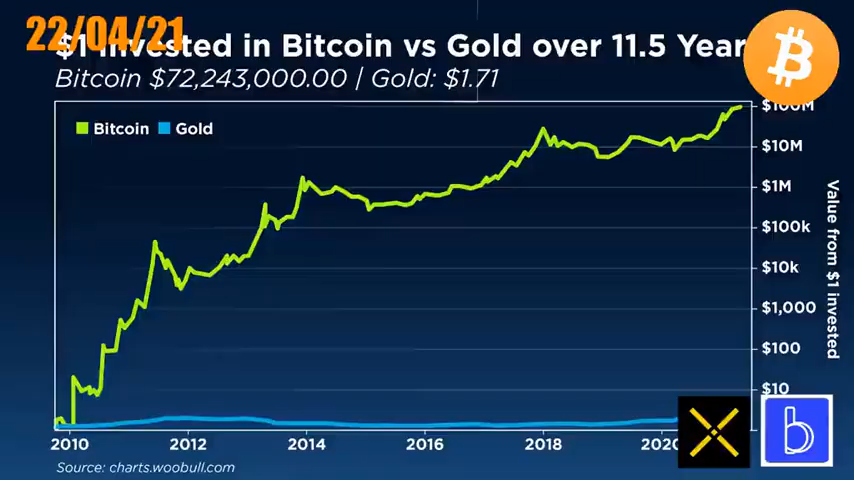 22/04/21
$1 Invested in Bitcoin vs Gold over 11.5 Year
Bitcoin $72,243,000.00 | Gold: $1.71
Bitcoin Gold
$100M
$10M
$1M
$100k
$10k
$1,000
$100
$10
Value from $1 invested
2010 2012 2014 2016 2018 2020
Source: charts.woobull.com